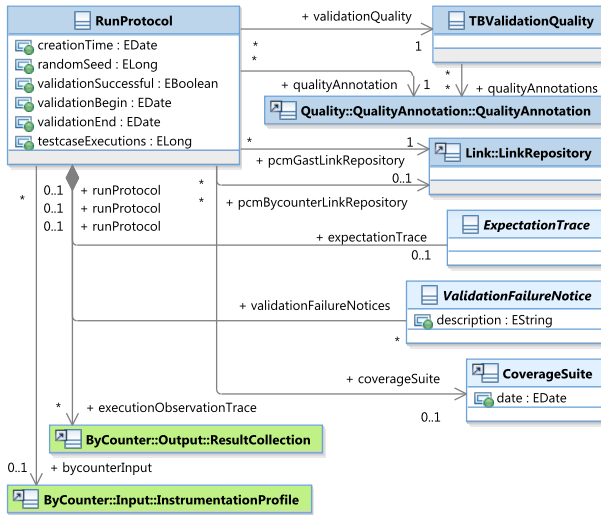 RunProtocol
creationTime : EDate
randomSeed : ELong
validationSuccessful : EBoolean
validationBegin : EDate
validationEnd : EDate
testcaseExecutions : ELong
+ validationQuality
*
1
TBValidationQuality
*
+ qualityAnnotation
1
*
*
+ qualityAnnotations
Quality::QualityAnnotation::QualityAnnotation
*
1
+ pcmGastLinkRepository
Link::LinkRepository
*
0..1
*
+ pcmBycounterLinkRepository
*
0..1 + runProtocol
0..1 + runProtocol
0..1 + runProtocol
+ expectationTrace
0..1
ExpectationTrace
+ validationFailureNotices
*
ValidationFailureNotice
description : EString
+ coverageSuite
0..1
CoverageSuite
date : EDate
* + executionObservationTrace
ByCounter::Output::ResultCollection
0..1 + bycounterInput
ByCounter::Input::InstrumentationProfile